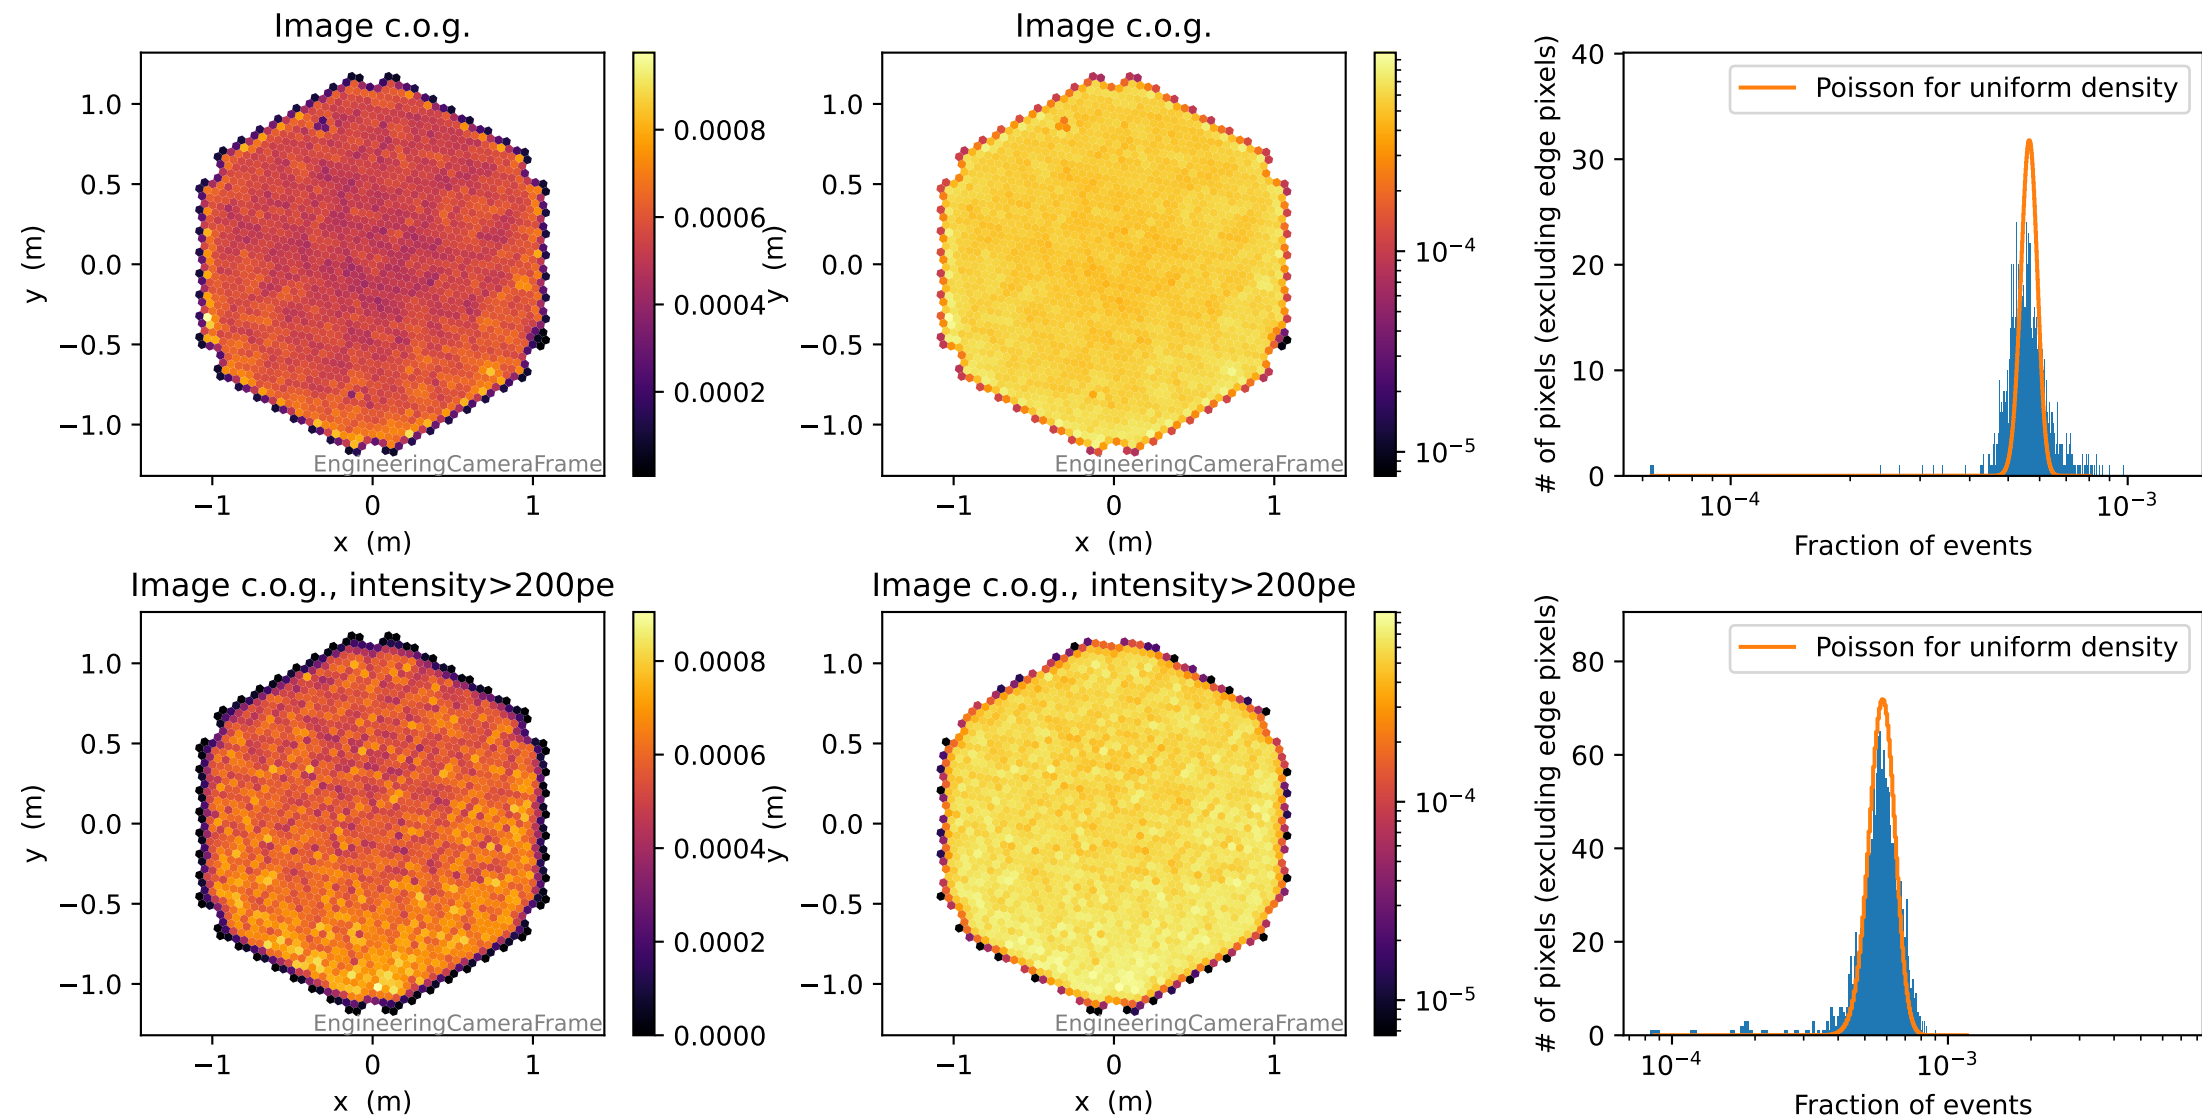 Image c.o.g.
1.0
0.5
0.0
−0.5
−1.0
y (m)
−1
0
1
x (m)
EngineeringCameraFrame
0.0008
0.0006
0.0004
0.0002
Image c.o.g.
1.0
0.5
0.0
−0.5
−1.0
y (m)
−1
0
1
x (m)
EngineeringCameraFrame
10⁻⁴
10⁻⁵
# of pixels (excluding edge pixels)
40
30
20
10
0
Poisson for uniform density
10⁻⁴
10⁻³
Fraction of events
Image c.o.g., intensity>200pe
1.0
0.5
0.0
−0.5
−1.0
y (m)
−1
0
1
x (m)
EngineeringCameraFrame
0.0008
0.0006
0.0004
0.0002
0.0000
Image c.o.g., intensity>200pe
1.0
0.5
0.0
−0.5
−1.0
y (m)
−1
0
1
x (m)
EngineeringCameraFrame
10⁻⁴
10⁻⁵
# of pixels (excluding edge pixels)
80
60
40
20
0
Poisson for uniform density
10⁻⁴
10⁻³
Fraction of events